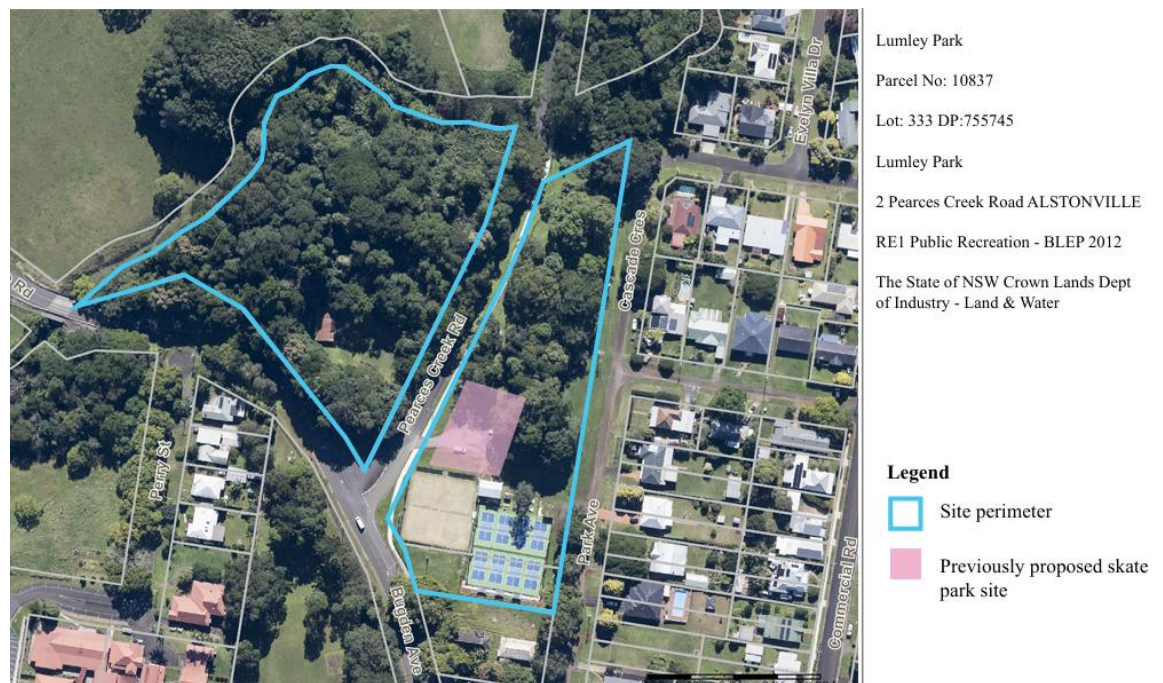 Lumley Park
Parcel No: 10837
Lot: 333 DP:755745
Lumley Park
2 Pearces Creek Road ALSTONVILLE
RE1 Public Recreation - BLEP 2012
The State of NSW Crown Lands Dept
of Industry - Land & Water
Legend
Site perimeter
Previously proposed skate
park site
Evelyn Villa Dr
Cascade Cres
Rd
Pearces Creek Rd
Perry St
Park Ave
Bugden Ave
Commercial Rd